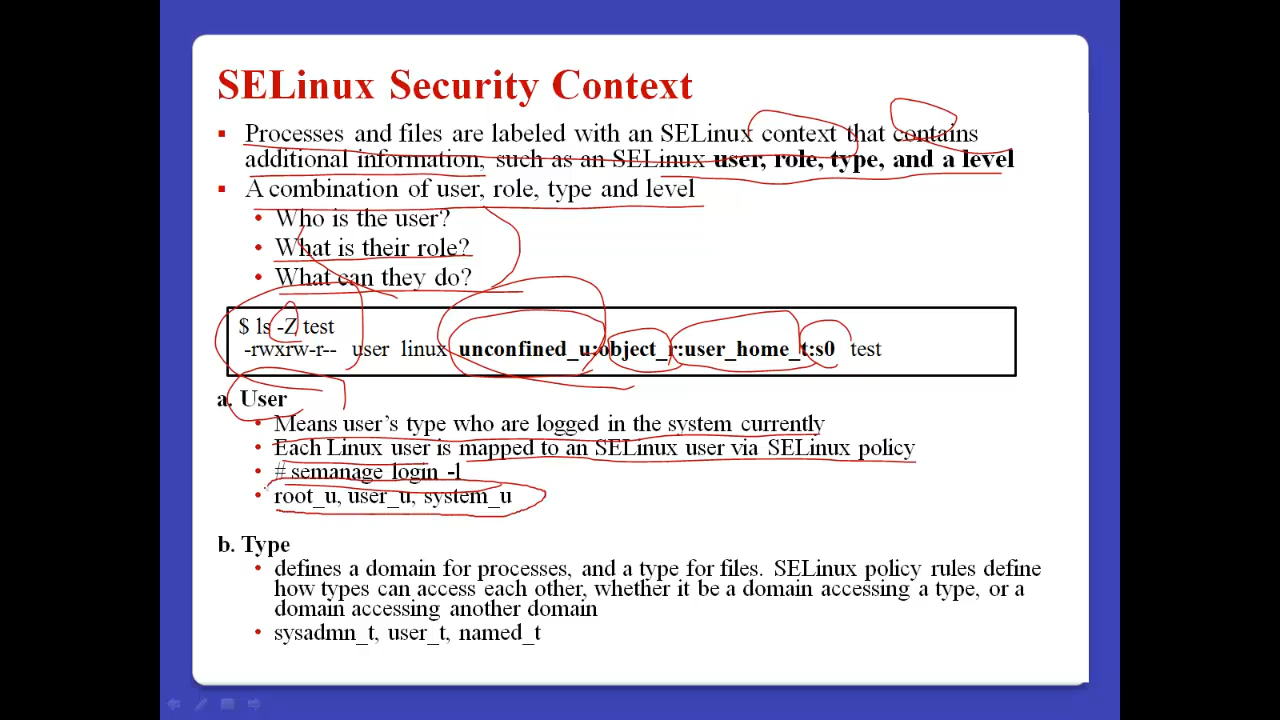 SELinux Security Context
▪ Processes and files are labeled with an SELinux context that contains
additional information, such as an SELinux user, role, type, and a level
▪ A combination of user, role, type and level
• Who is the user?
• What is their role?
• What can they do?
$ ls -Z test
-rwxrw-r-- user linux unconfined_u:object_r:user_home_t:s0 test
a. User
• Means user's type who are logged in the system currently
• Each Linux user is mapped to an SELinux user via SELinux policy
• # semanage login -l
• root_u, user_u, system_u
b. Type
• defines a domain for processes, and a type for files. SELinux policy rules define
how types can access each other, whether it be a domain accessing a type, or a
domain accessing another domain
• sysadmn_t, user_t, named_t